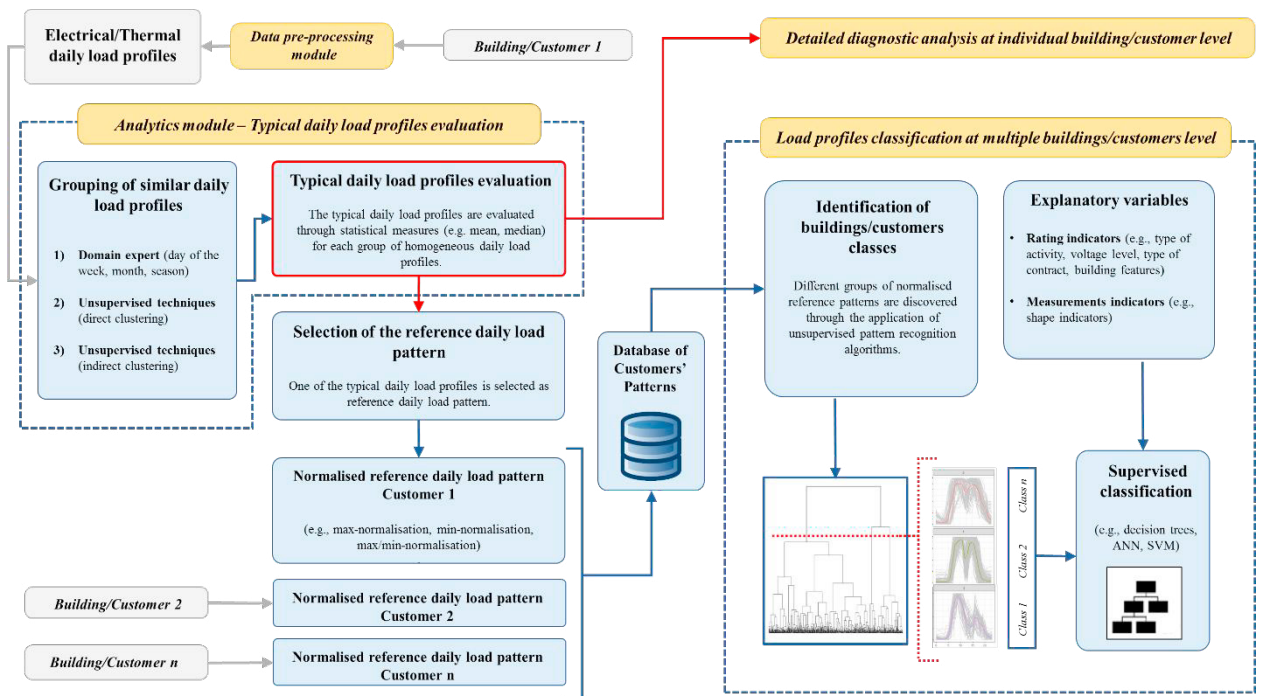 Electrical/Thermal
daily load profiles
Data pre-processing
module
Building/Customer 1
Detailed diagnostic analysis at individual building/customer level
Analytics module – Typical daily load profiles evaluation
Grouping of similar daily
load profiles
1) Domain expert (day of the
week, month, season)
2) Unsupervised techniques
(direct clustering)
3) Unsupervised techniques
(indirect clustering)
Typical daily load profiles evaluation
The typical daily load profiles are evaluated
through statistical measures (e.g. mean, median)
for each group of homogeneous daily load
profiles.
Selection of the reference daily load
pattern
One of the typical daily load profiles is selected as
reference daily load pattern.
Normalised reference daily load pattern
Customer 1
(e.g., max-normalisation, min-normalisation,
max/min-normalisation)
Building/Customer 2
Normalised reference daily load pattern
Customer 2
Building/Customer n
Normalised reference daily load pattern
Customer n
Database of
Customers'
Patterns
Load profiles classification at multiple buildings/customers level
Identification of
buildings/customers
classes
Different groups of normalised
reference patterns are discovered
through the application of
unsupervised pattern recognition
algorithms.
Explanatory variables
• Rating indicators (e.g., type of
activity, voltage level, type of
contract, building features)
• Measurements indicators (e.g.,
shape indicators)
Class n
Class 2
Class 1
Supervised
classification
(e.g., decision trees,
ANN, SVM)